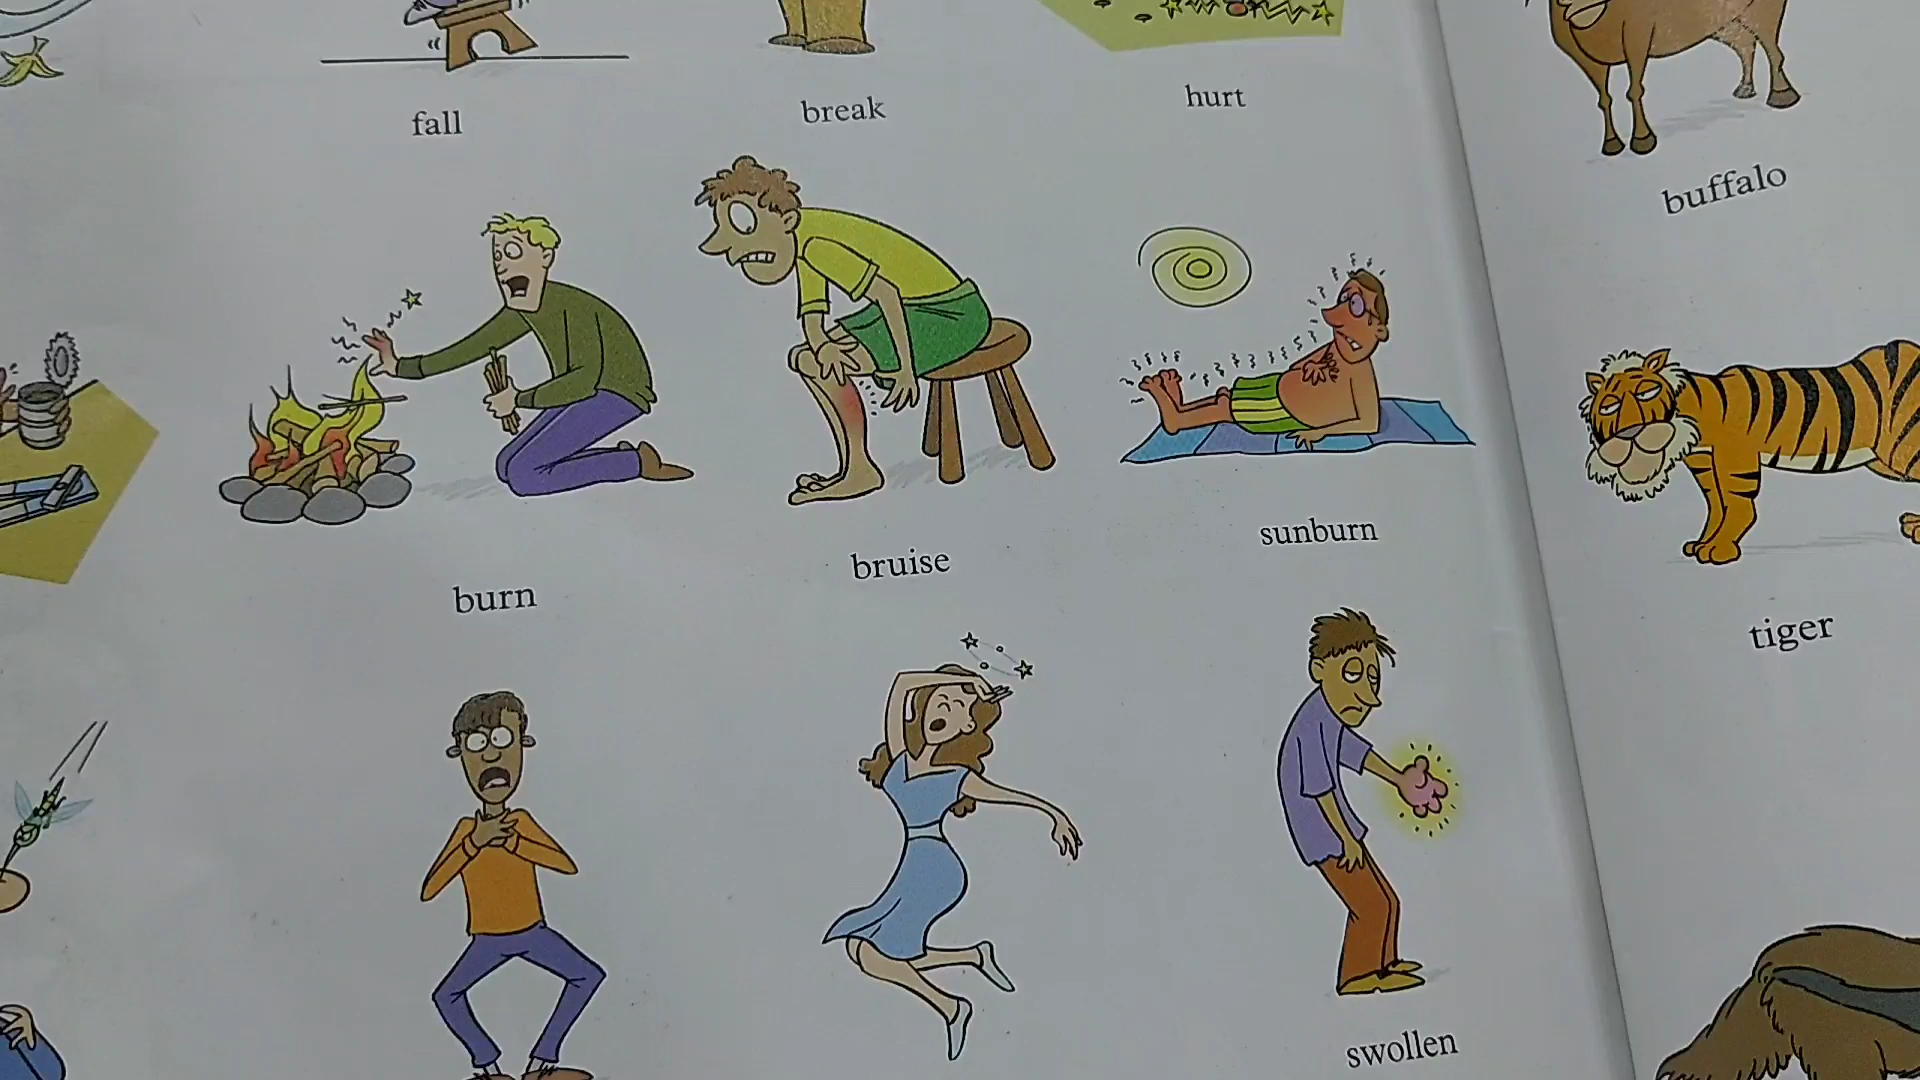 fall
break
hurt
buffalo
burn
bruise
sunburn
tiger
swollen